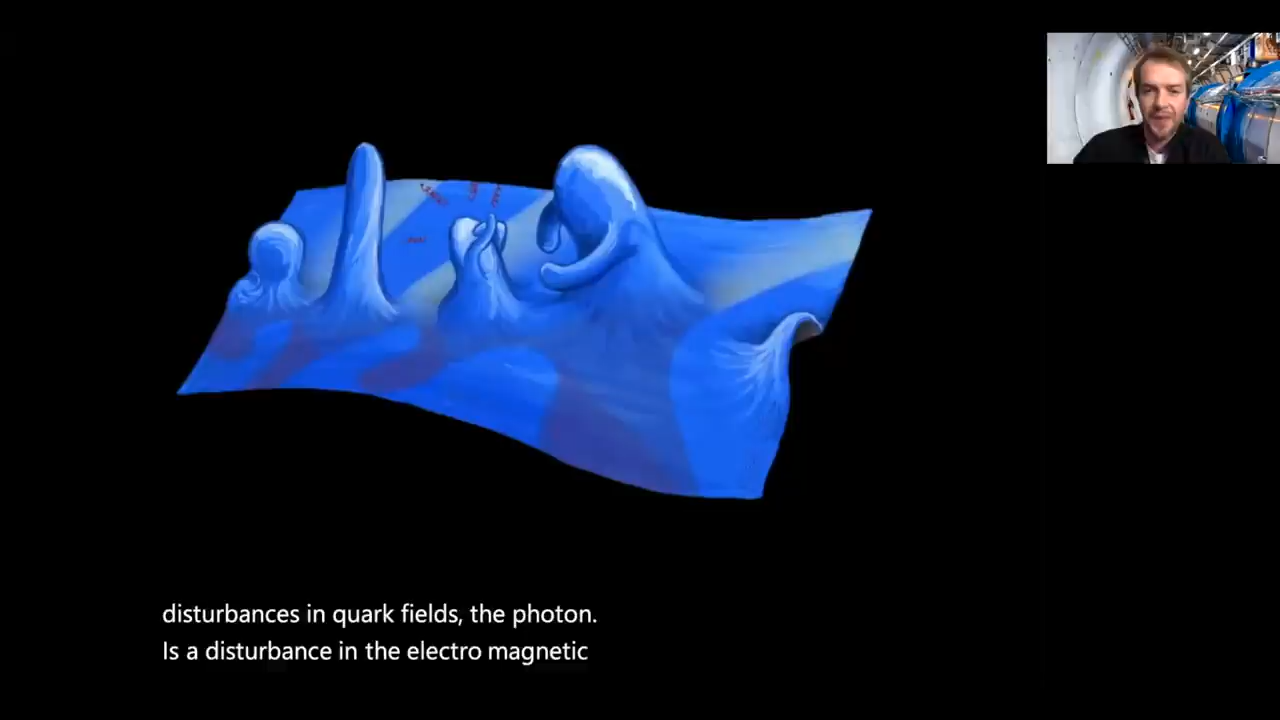 disturbances in quark fields, the photon.
Is a disturbance in the electro magnetic